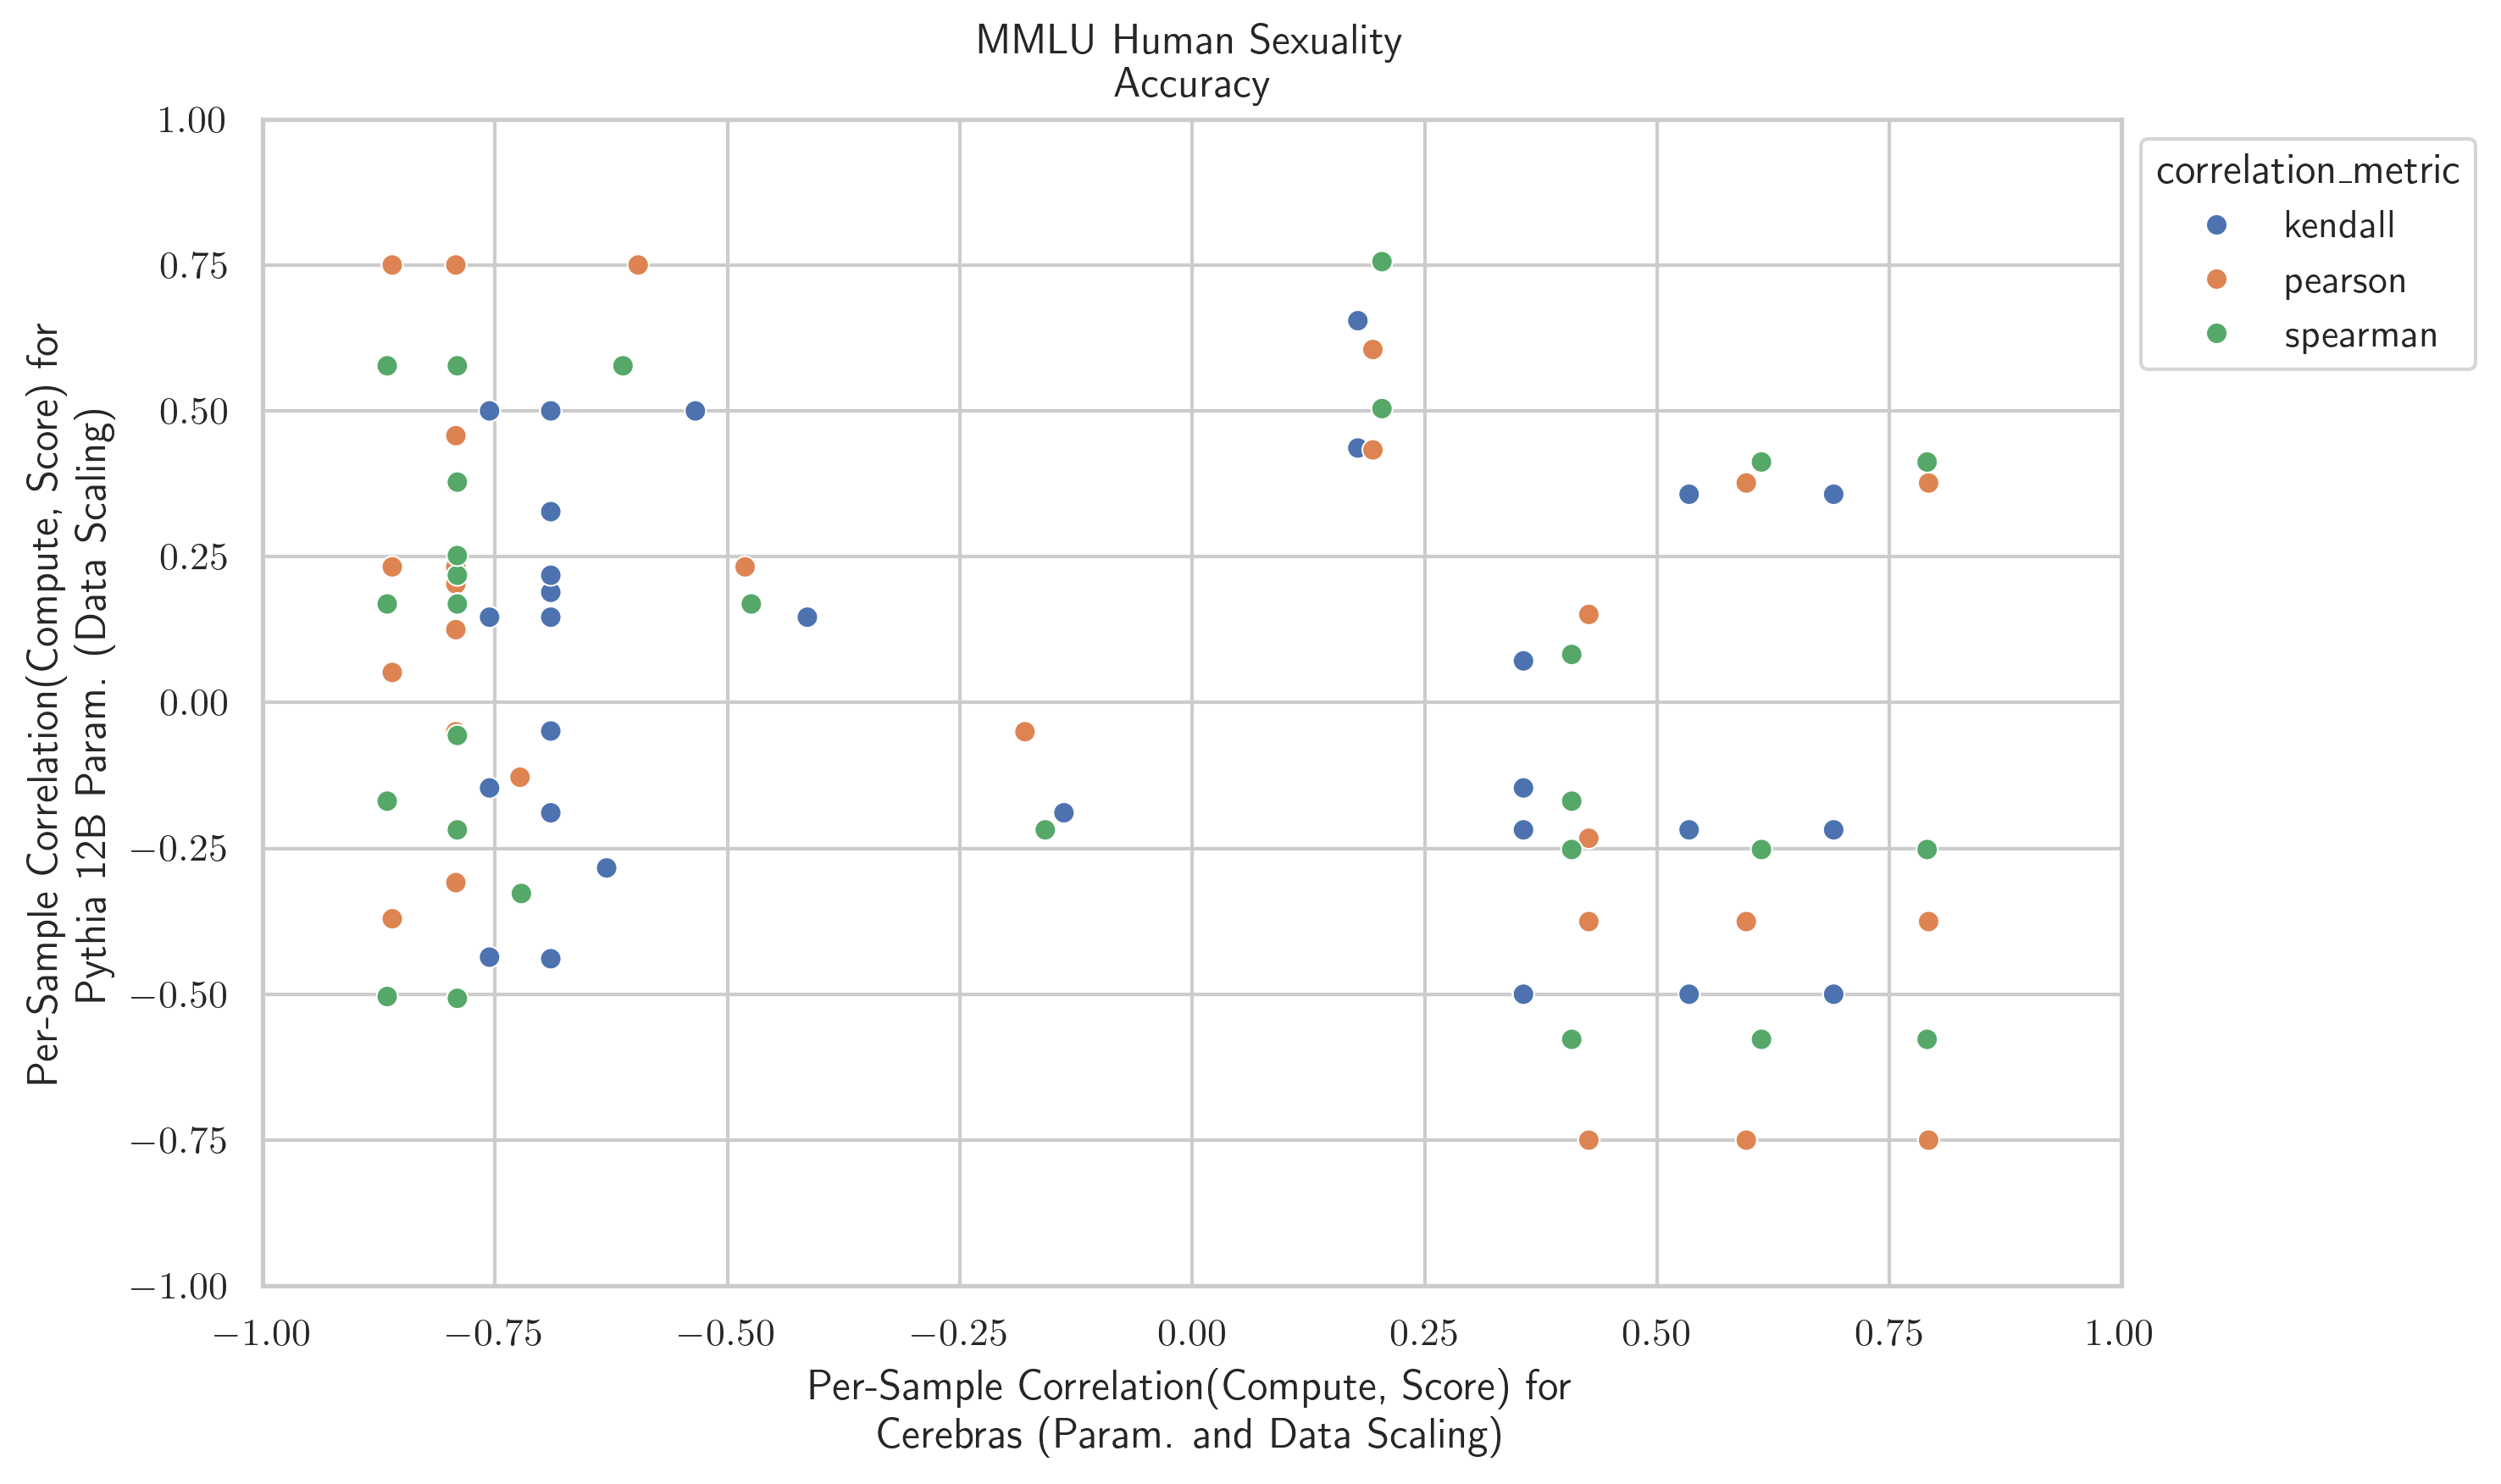 MMLU Human Sexuality
Accuracy
1.00
0.75
0.50
0.25
0.00
−0.25
−0.50
−0.75
−1.00
Per-Sample Correlation(Compute, Score) for
Pythia 12B Param. (Data Scaling)
−1.00 −0.75 −0.50 −0.25 0.00 0.25 0.50 0.75 1.00
Per-Sample Correlation(Compute, Score) for
Cerebras (Param. and Data Scaling)
correlation_metric
kendall
pearson
spearman